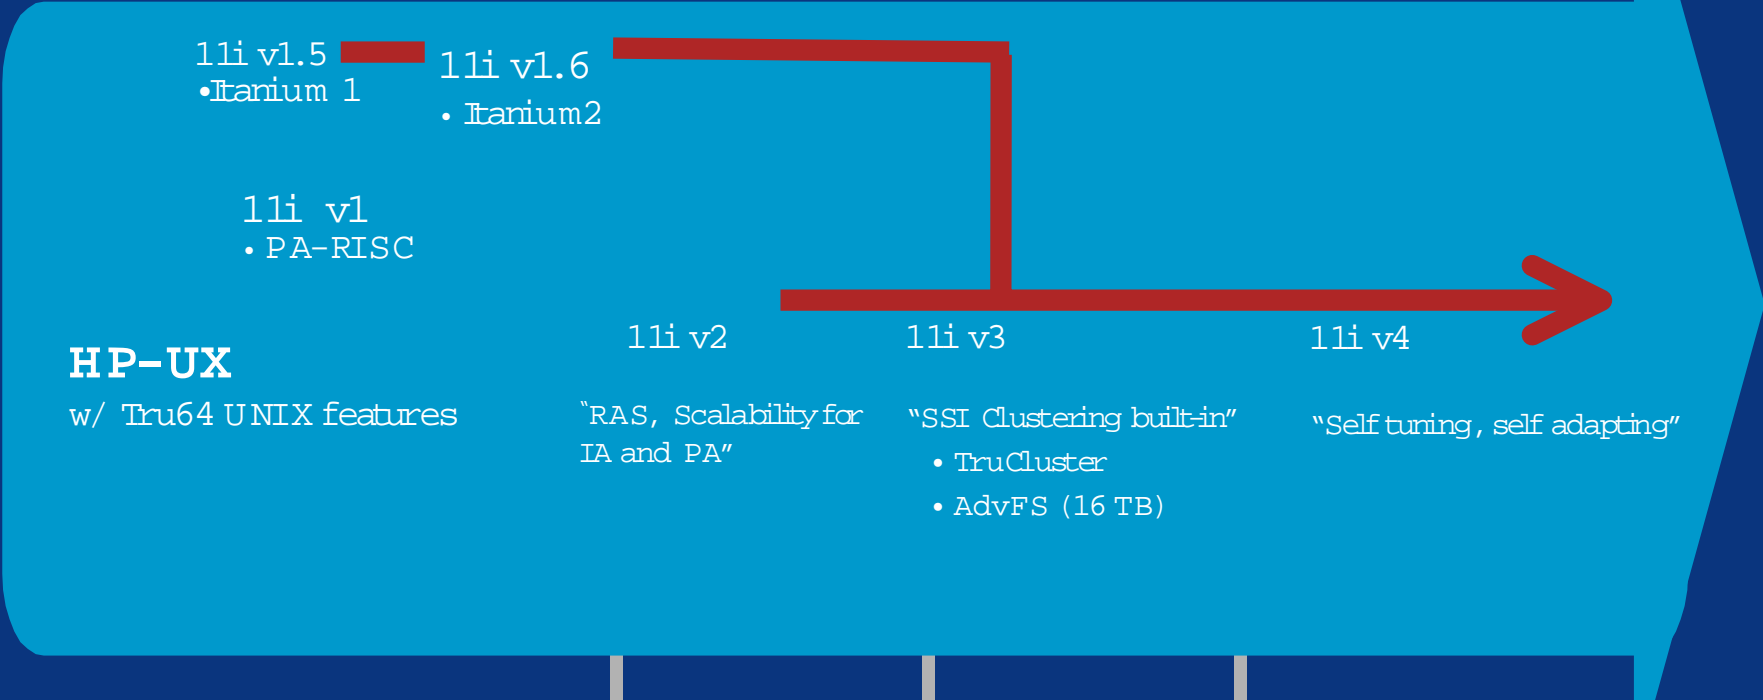 11i v1.5
•Itanium 1
11i v1.6
• Itanium2
11i v1
• PA-RISC
HP-UX
w/ Tru64 UNIX features
11i v2
"RAS, Scalability for
IA and PA"
11i v3
“SSI Clustering built-in”
• TruCluster
• AdvFS (16 TB)
11i v4
“Self tuning, self adapting”